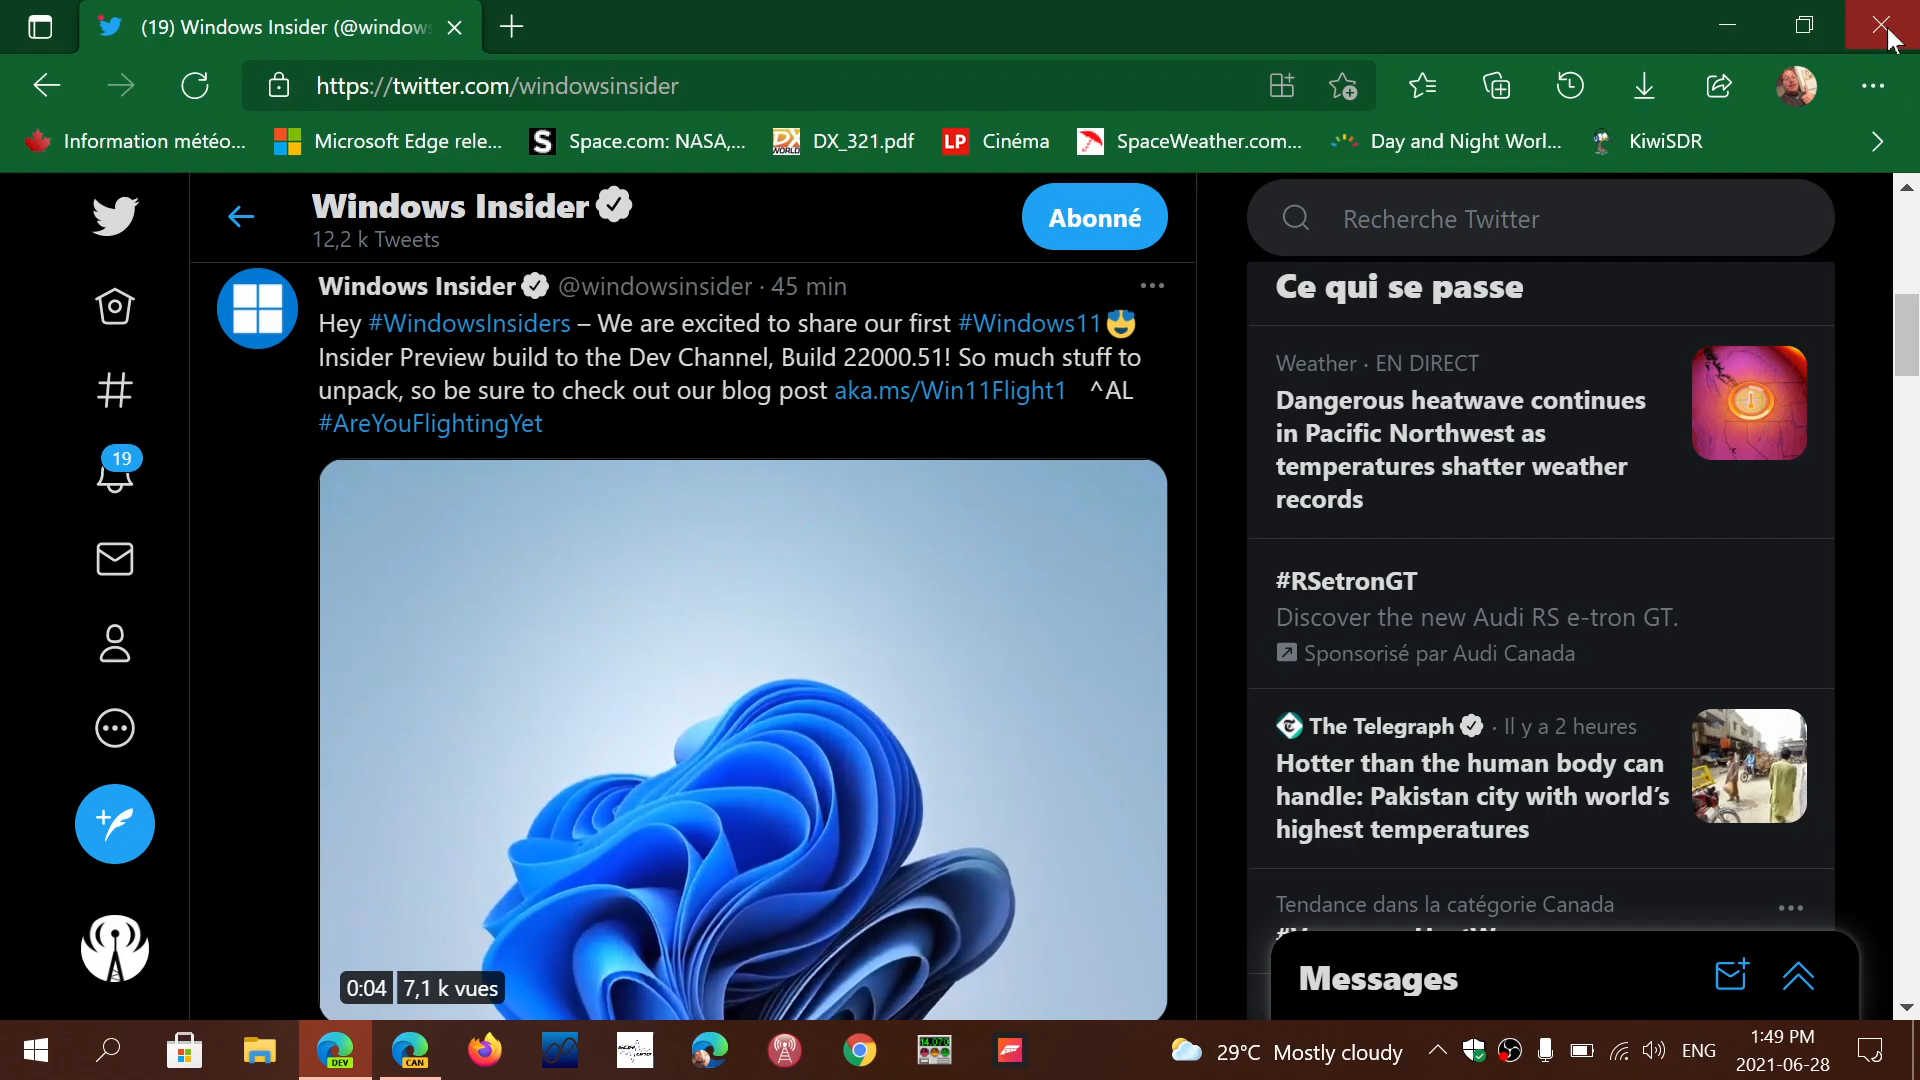 (19) Windows Insider (@window
https://twitter.com/windowsinsider
Information météo...
Microsoft Edge rele...
Space.com: NASA,...
DX_321.pdf
LP
Cinéma
SpaceWeather.com...
Day and Night Worl...
KiwiSDR
Windows Insider
12,2 k Tweets
Abonné
Recherche Twitter
19
Windows Insider @windowsinsider · 45 min
Hey #WindowsInsiders – We are excited to share our first #Windows11
Insider Preview build to the Dev Channel, Build 22000.51! So much stuff to
unpack, so be sure to check out our blog post aka.ms/Win11Flight1 ^AL
#AreYouFlightingYet
0:04
7,1 k vues
Ce qui se passe
Weather · EN DIRECT
Dangerous heatwave continues
in Pacific Northwest as
temperatures shatter weather
records
#RSetronGT
Discover the new Audi RS e-tron GT.
Sponsorisé par Audi Canada
The Telegraph · Il y a 2 heures
Hotter than the human body can
handle: Pakistan city with world's
highest temperatures
Tendance dans la catégorie Canada
Messages
DEV
CAN
29°C Mostly cloudy
ENG
1:49 PM
2021-06-28